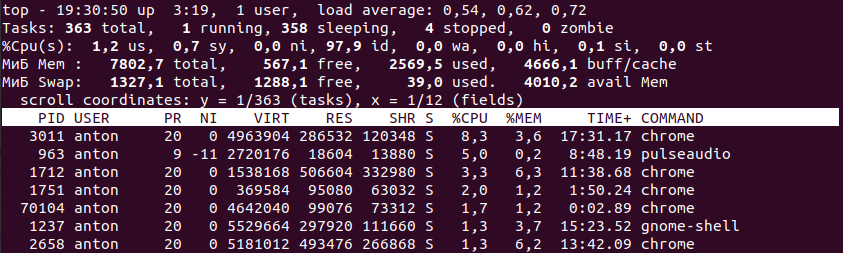 top - 19:30:50 up  3:19,  1 user,  load average: 0,54, 0,62, 0,72
Tasks: 363 total,   1 running, 358 sleeping,   4 stopped,   0 zombie
%Cpu(s):  1,2 us,  0,7 sy,  0,0 ni, 97,9 id,  0,0 wa,  0,0 hi,  0,1 si,  0,0 st
МиБ Mem :   7802,7 total,    567,1 free,   2569,5 used,   4666,1 buff/cache
МиБ Swap:   1327,1 total,   1288,1 free,     39,0 used.   4010,2 avail Mem
  scroll coordinates: y = 1/363 (tasks), x = 1/12 (fields)
    PID USER      PR  NI    VIRT    RES    SHR S  %CPU  %MEM     TIME+ COMMAND
   3011 anton     20   0 4963904 286532 120348 S   8,3   3,6  17:31.17 chrome
    963 anton      9 -11 2720176  18604  13880 S   5,0   0,2   8:48.19 pulseaudio
   1712 anton     20   0 1538168 506604 332980 S   3,3   6,3  11:38.68 chrome
   1751 anton     20   0  369584  95080  63032 S   2,0   1,2   1:50.24 chrome
  70104 anton     20   0 4642040  99076  73312 S   1,7   1,2   0:02.89 chrome
   1237 anton     20   0 5529664 297920 111660 S   1,3   3,7  15:23.52 gnome-shell
   2658 anton     20   0 5181012 493476 266868 S   1,3   6,2  13:42.09 chrome